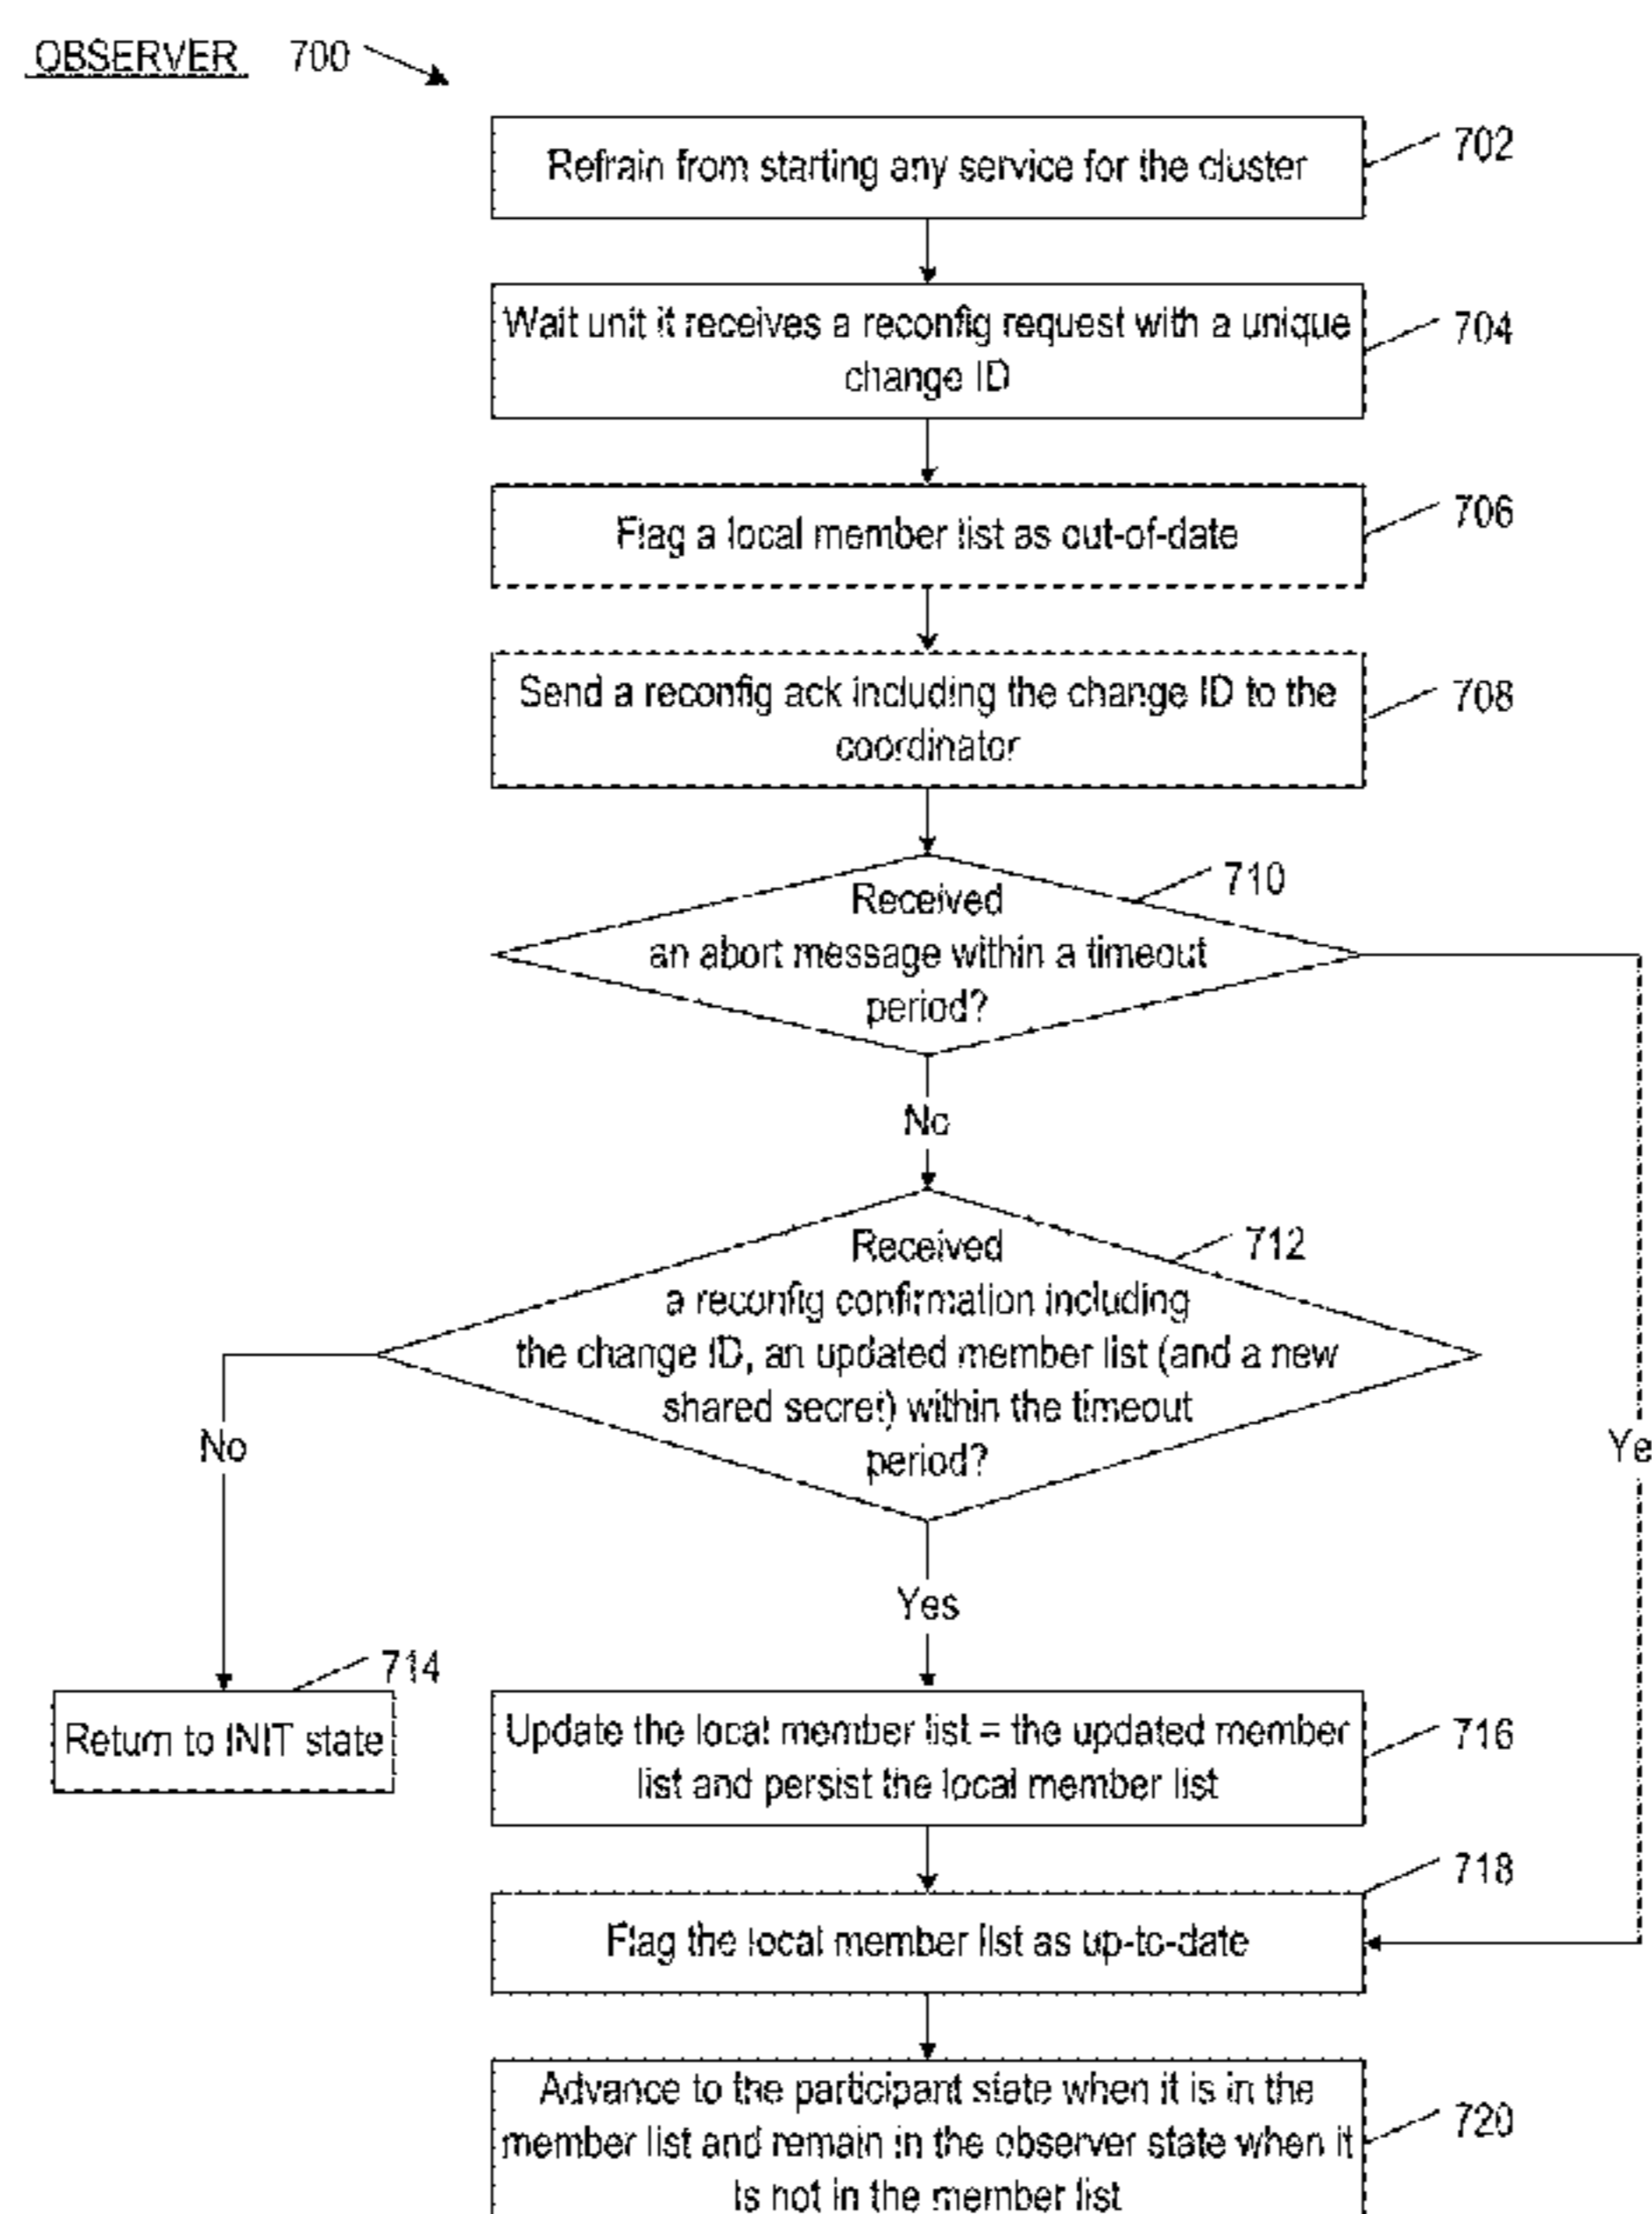 OBSERVER 700
Refrain from starting any service for the cluster
702
Wait unit it receives a reconfig request with a unique
change ID
704
Flag a local member list as out-of-date
706
Send a reconfig ack including the change ID to the
coordinator
708
Received
an abort message within a timeout
period?
710
No
Received
a reconfig confirmation including
the change ID, an updated member list (and a new
shared secret) within the timeout
period?
712
No
Ye
Yes
Return to INIT state
714
Update the local member list = the updated member
list and persist the local member list
716
Flag the local member list as up-to-date
718
Advance to the participant state when it is in the
member list and remain in the observer state when it
is not in the member list
720